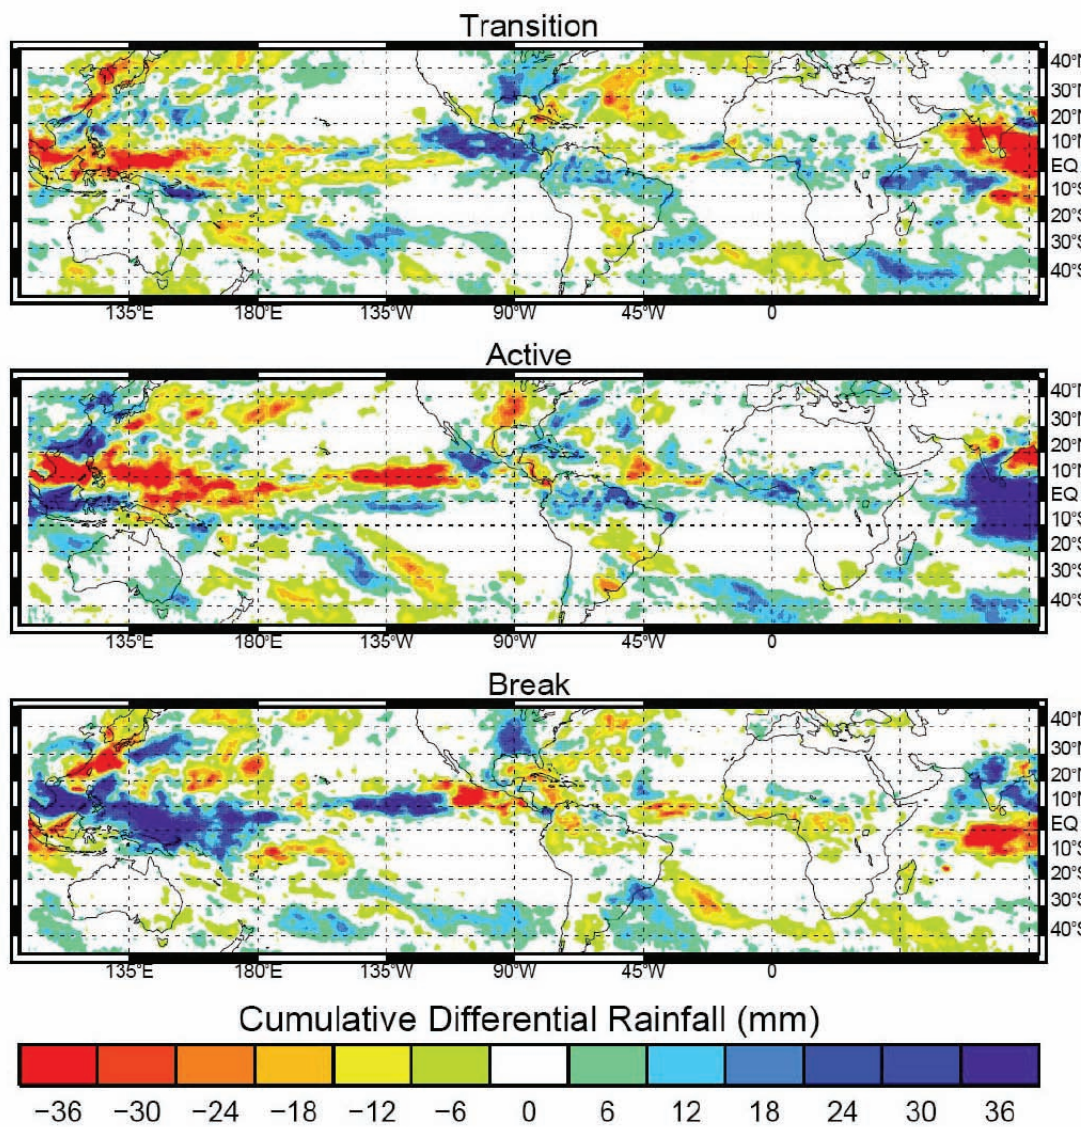 Transition
40°N
30°N
20°N
10°N
EQ
10°S
20°S
30°S
40°S
135°E 180°E 135°W 90°W 45°W 0
Active
40°N
30°N
20°N
10°N
EQ
10°S
20°S
30°S
40°S
135°E 180°E 135°W 90°W 45°W 0
Break
40°N
30°N
20°N
10°N
EQ
10°S
20°S
30°S
40°S
135°E 180°E 135°W 90°W 45°W 0
Cumulative Differential Rainfall (mm)
−36 −30 −24 −18 −12 −6 0 6 12 18 24 30 36